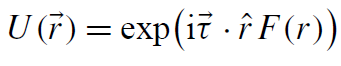 U(r⃗) = exp(iτ⃗ · r̂ F(r))